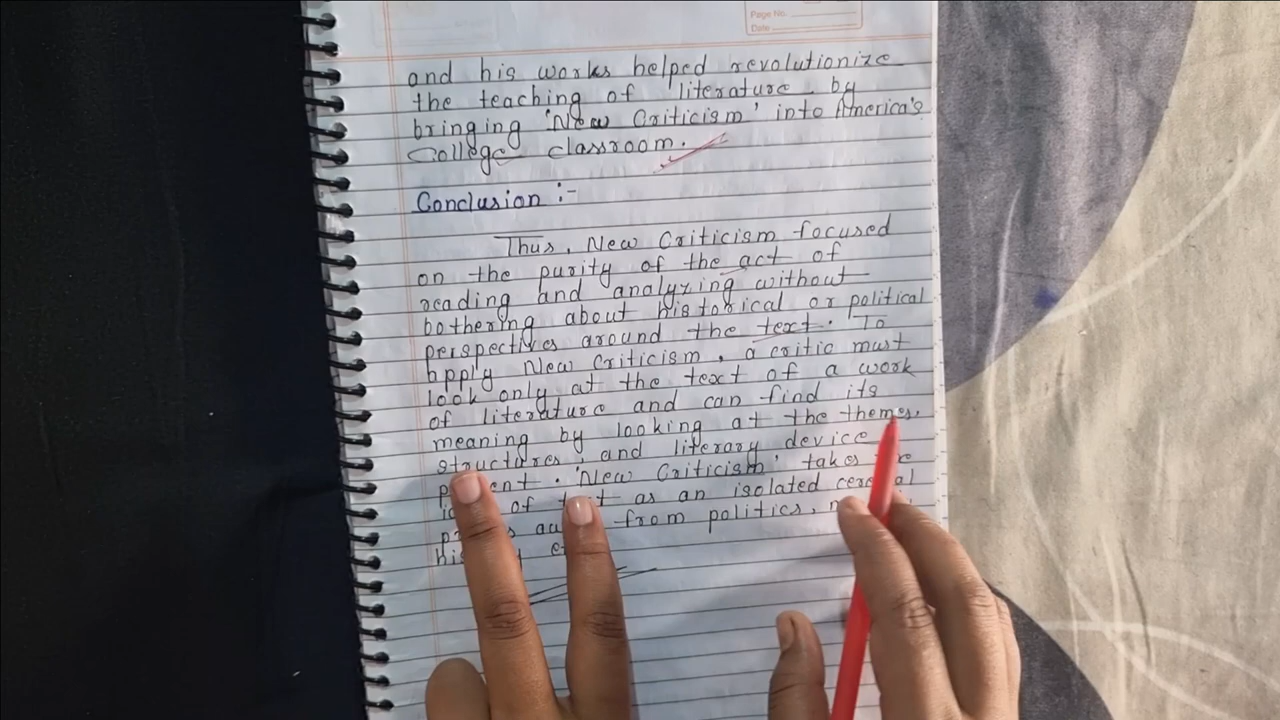 Page No.
Date
and his works helped revolutionize
the teaching of literature, by
bringing 'New Criticism' into America's
College classroom.
Conclusion :-
Thus, New Criticism focused
on the purity of the act of
reading and analyzing without
bothering about historical or political
perspectives around the text. To
apply New Criticism, a critic must
look only at the text of a work
of literature and can find its
meaning by looking at the themes,
structures, and literary device
'New Criticism' takes
of as an isolated
from politics,